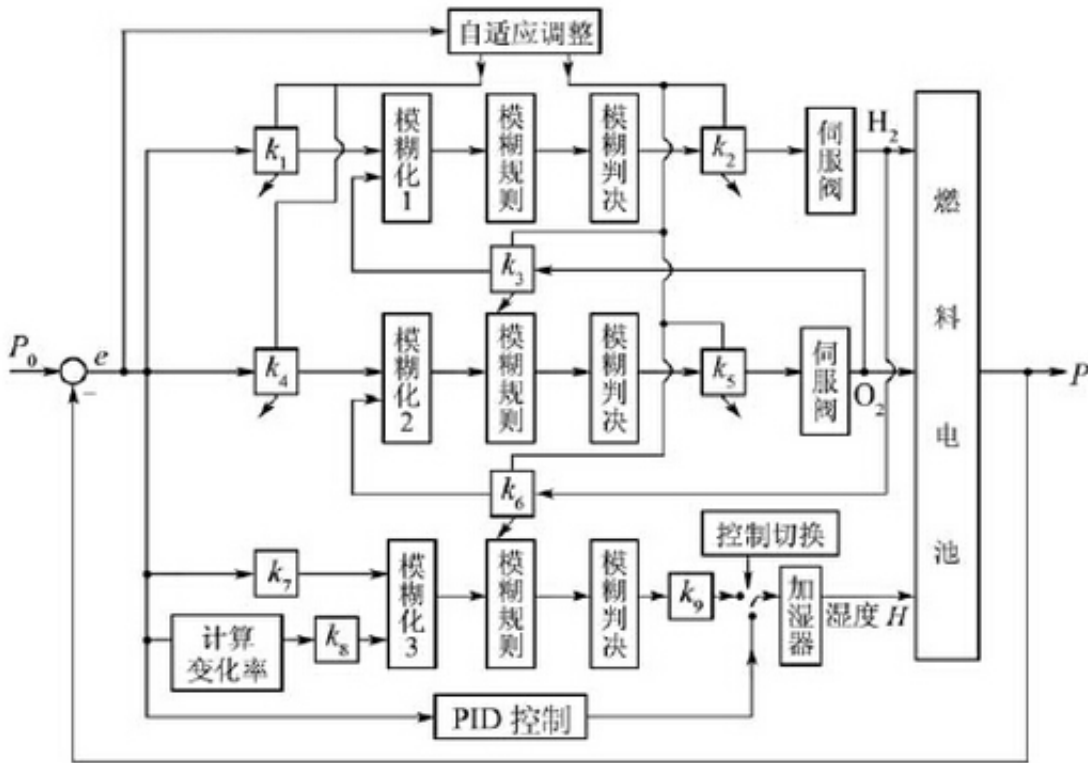 自适应调整
k₁
模糊化1
模糊规则
模糊判决
k₂
伺服阀
H₂
k₃
P₀
e
−
k₄
模糊化2
模糊规则
模糊判决
k₅
伺服阀
O₂
k₆
燃料电池
P
k₇
计算
变化率
k₈
模糊化3
模糊规则
模糊判决
k₉
控制切换
加湿器
湿度 H
PID 控制